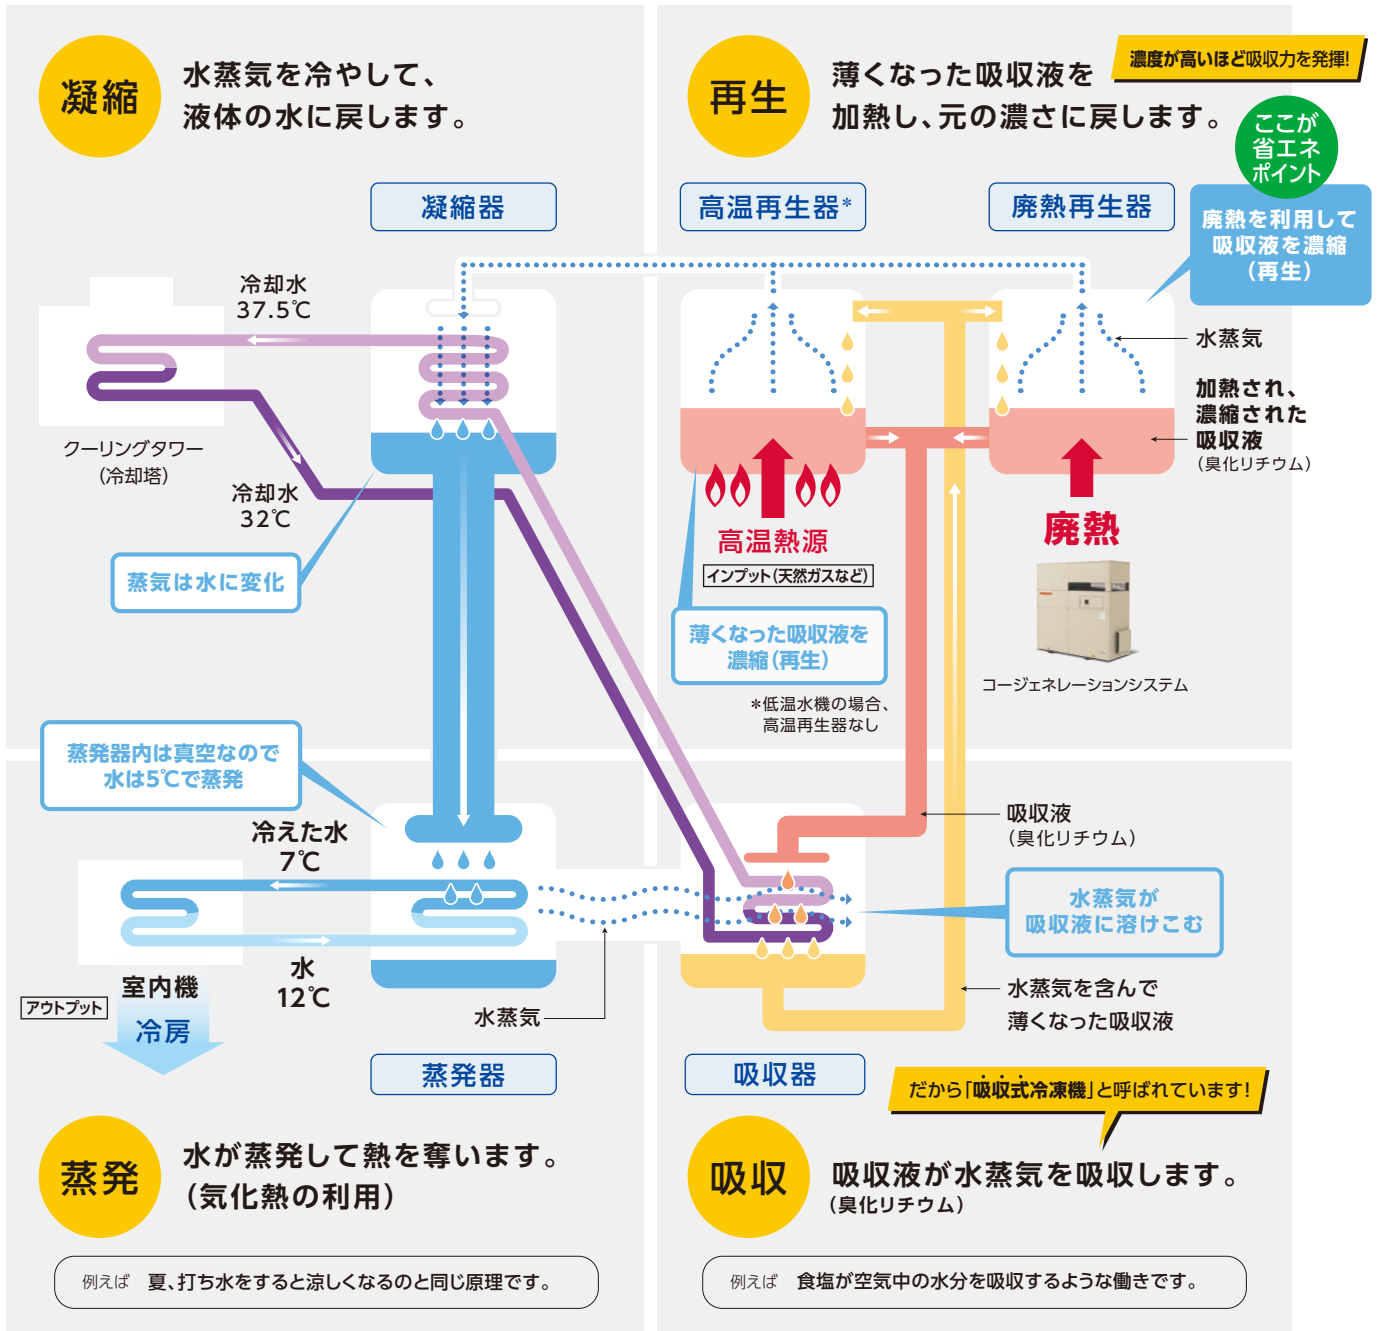 凝縮
水蒸気を冷やして、
液体の水に戻します。
凝縮器
冷却水
37.5℃
クーリングタワー
(冷却塔)
冷却水
32℃
蒸気は水に変化
再生
薄くなった吸収液を
加熱し、元の濃さに戻します。
濃度が高いほど吸収力を発揮!
ここが
省エネ
ポイント
廃熱を利用して
吸収液を濃縮
(再生)
高温再生器*
廃熱再生器
水蒸気
加熱され、
濃縮された
吸収液
(臭化リチウム)
高温熱源
インプット(天然ガスなど)
廃熱
薄くなった吸収液を
濃縮(再生)
*低温水機の場合、
高温再生器なし
コージェネレーションシステム
蒸発器内は真空なので
水は5℃で蒸発
冷えた水
7℃
水
12℃
室内機
アウトプット
冷房
水蒸気
蒸発器
蒸発
水が蒸発して熱を奪います。
(気化熱の利用)
例えば 夏、打ち水をすると涼しくなるのと同じ原理です。
吸収液
(臭化リチウム)
水蒸気が
吸収液に溶けこむ
水蒸気を含んで
薄くなった吸収液
吸収器
だから「吸収式冷凍機」と呼ばれています!
吸収
吸収液が水蒸気を吸収します。
(臭化リチウム)
例えば 食塩が空気中の水分を吸収するような働きです。